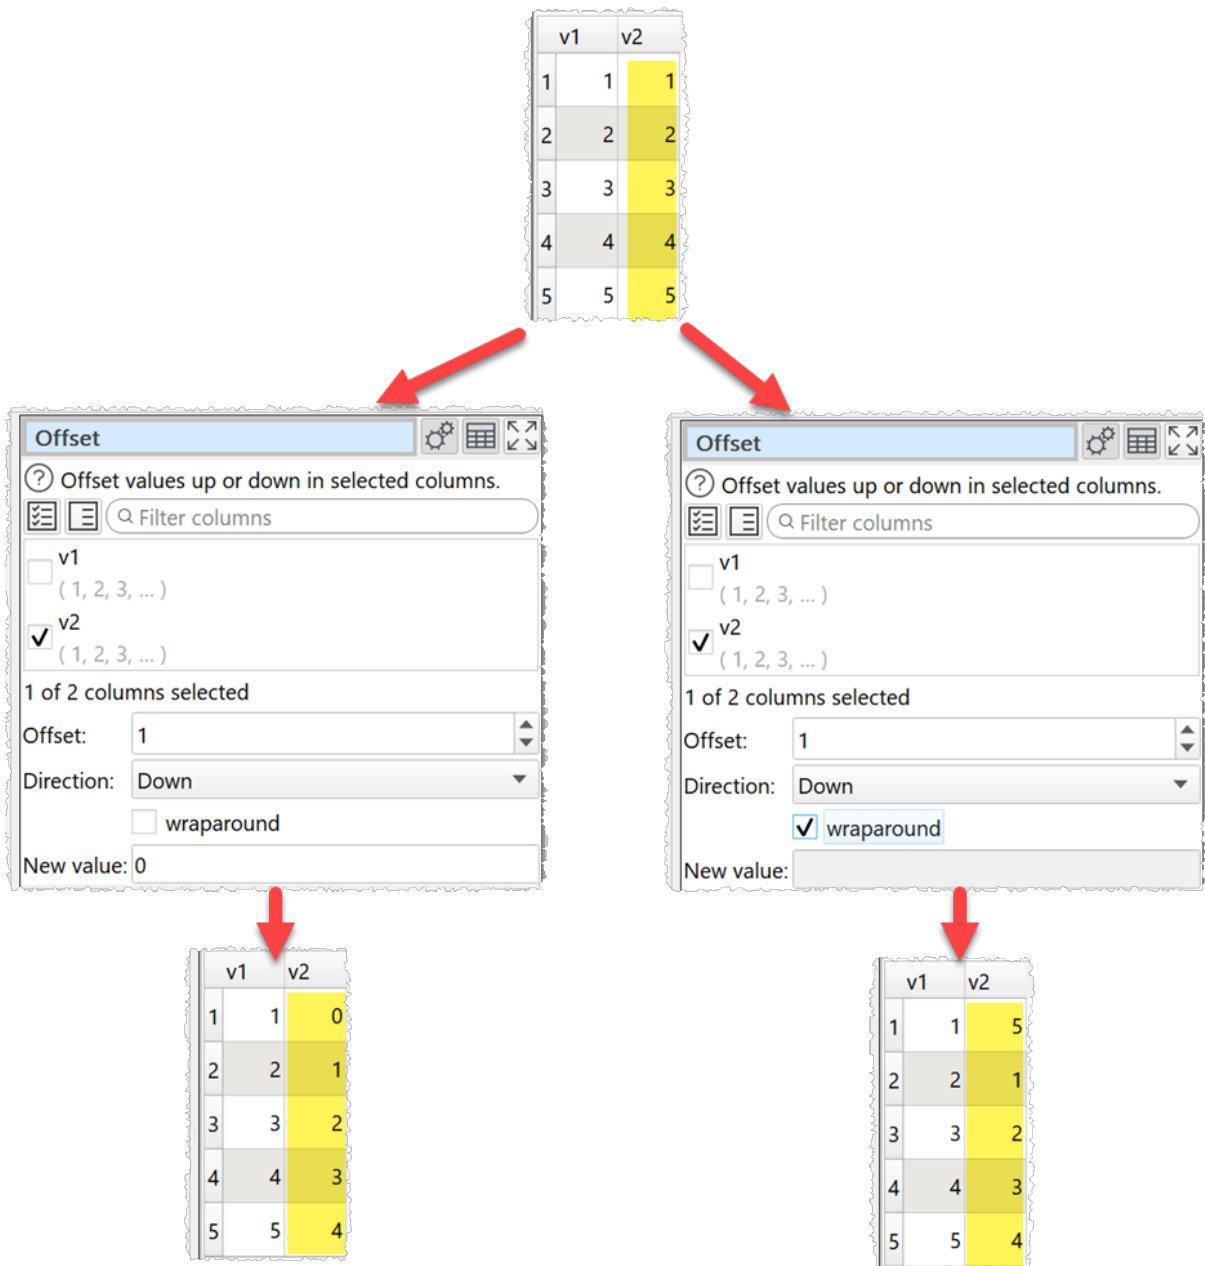 v1 v2
1 1 1
2 2 2
3 3 3
4 4 4
5 5 5
Offset
Offset values up or down in selected columns.
Filter columns
v1
( 1, 2, 3, ... )
v2
( 1, 2, 3, ... )
1 of 2 columns selected
Offset: 1
Direction: Down
wraparound
New value: 0
v1 v2
1 1 0
2 2 1
3 3 2
4 4 3
5 5 4
Offset
Offset values up or down in selected columns.
Filter columns
v1
( 1, 2, 3, ... )
v2
( 1, 2, 3, ... )
1 of 2 columns selected
Offset: 1
Direction: Down
wraparound
New value:
v1 v2
1 1 5
2 2 1
3 3 2
4 4 3
5 5 4